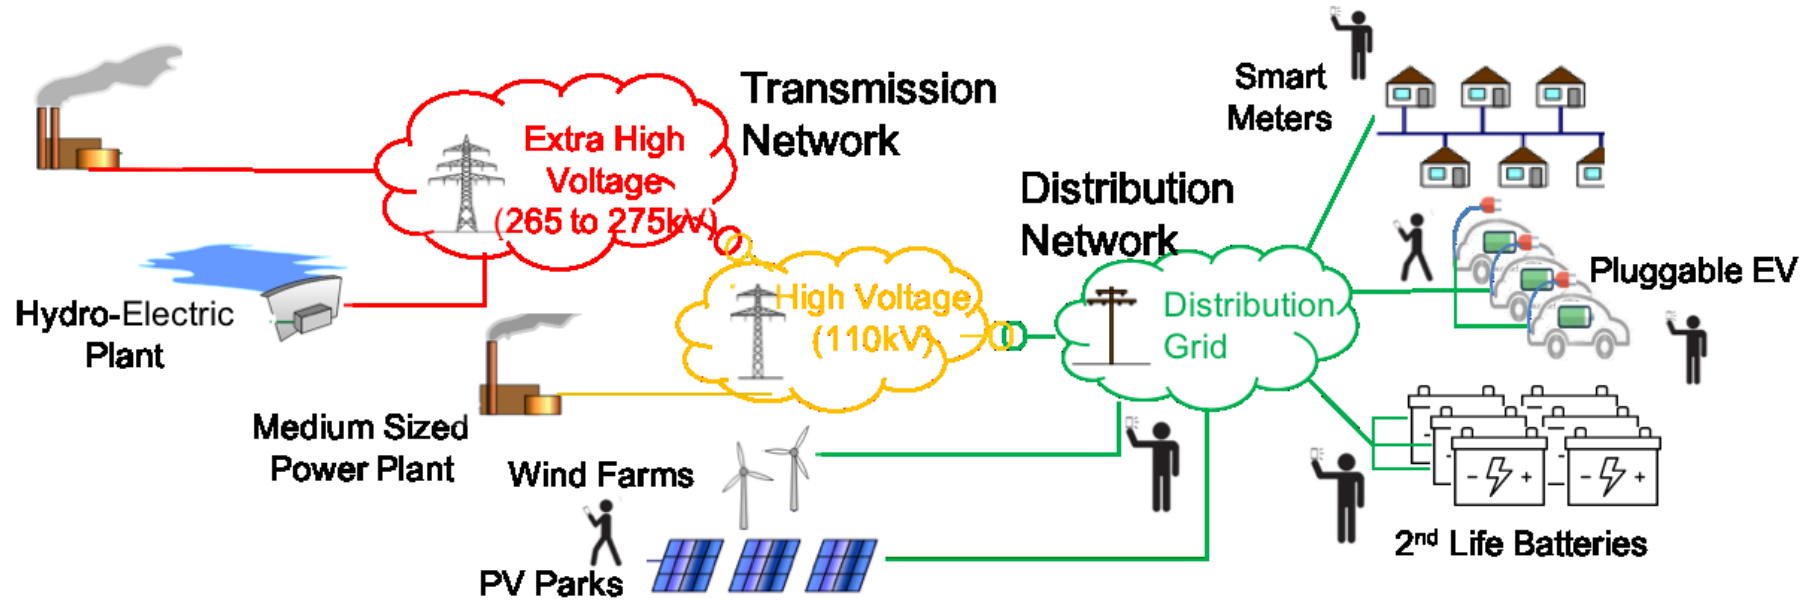 Transmission
Network
Extra High
Voltage
(265 to 275kV)
Smart
Meters
Distribution
Network
Hydro-Electric
Plant
High Voltage
(110kV)
Distribution
Grid
Pluggable EV
Medium Sized
Power Plant
Wind Farms
PV Parks
2nd Life Batteries